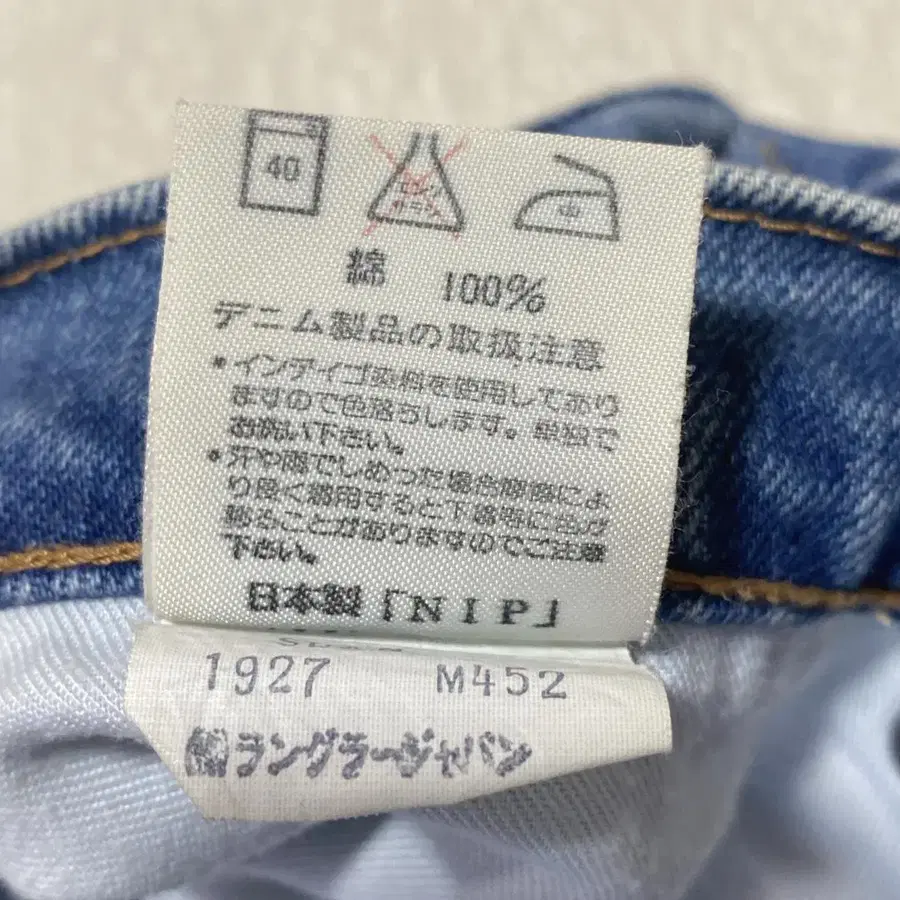 40
綿 100%
デニム製品の取扱注意
•インディゴ染料を使用してあり
ますので色落らします。単独で
お洗い下さい。
•汗や雨でしめった場合摩擦によ
り良く着用すると下着等に色が
移ることがありますのでご注意
下さい。
日本製「NIP」
1927 M452
ラングラージャパン